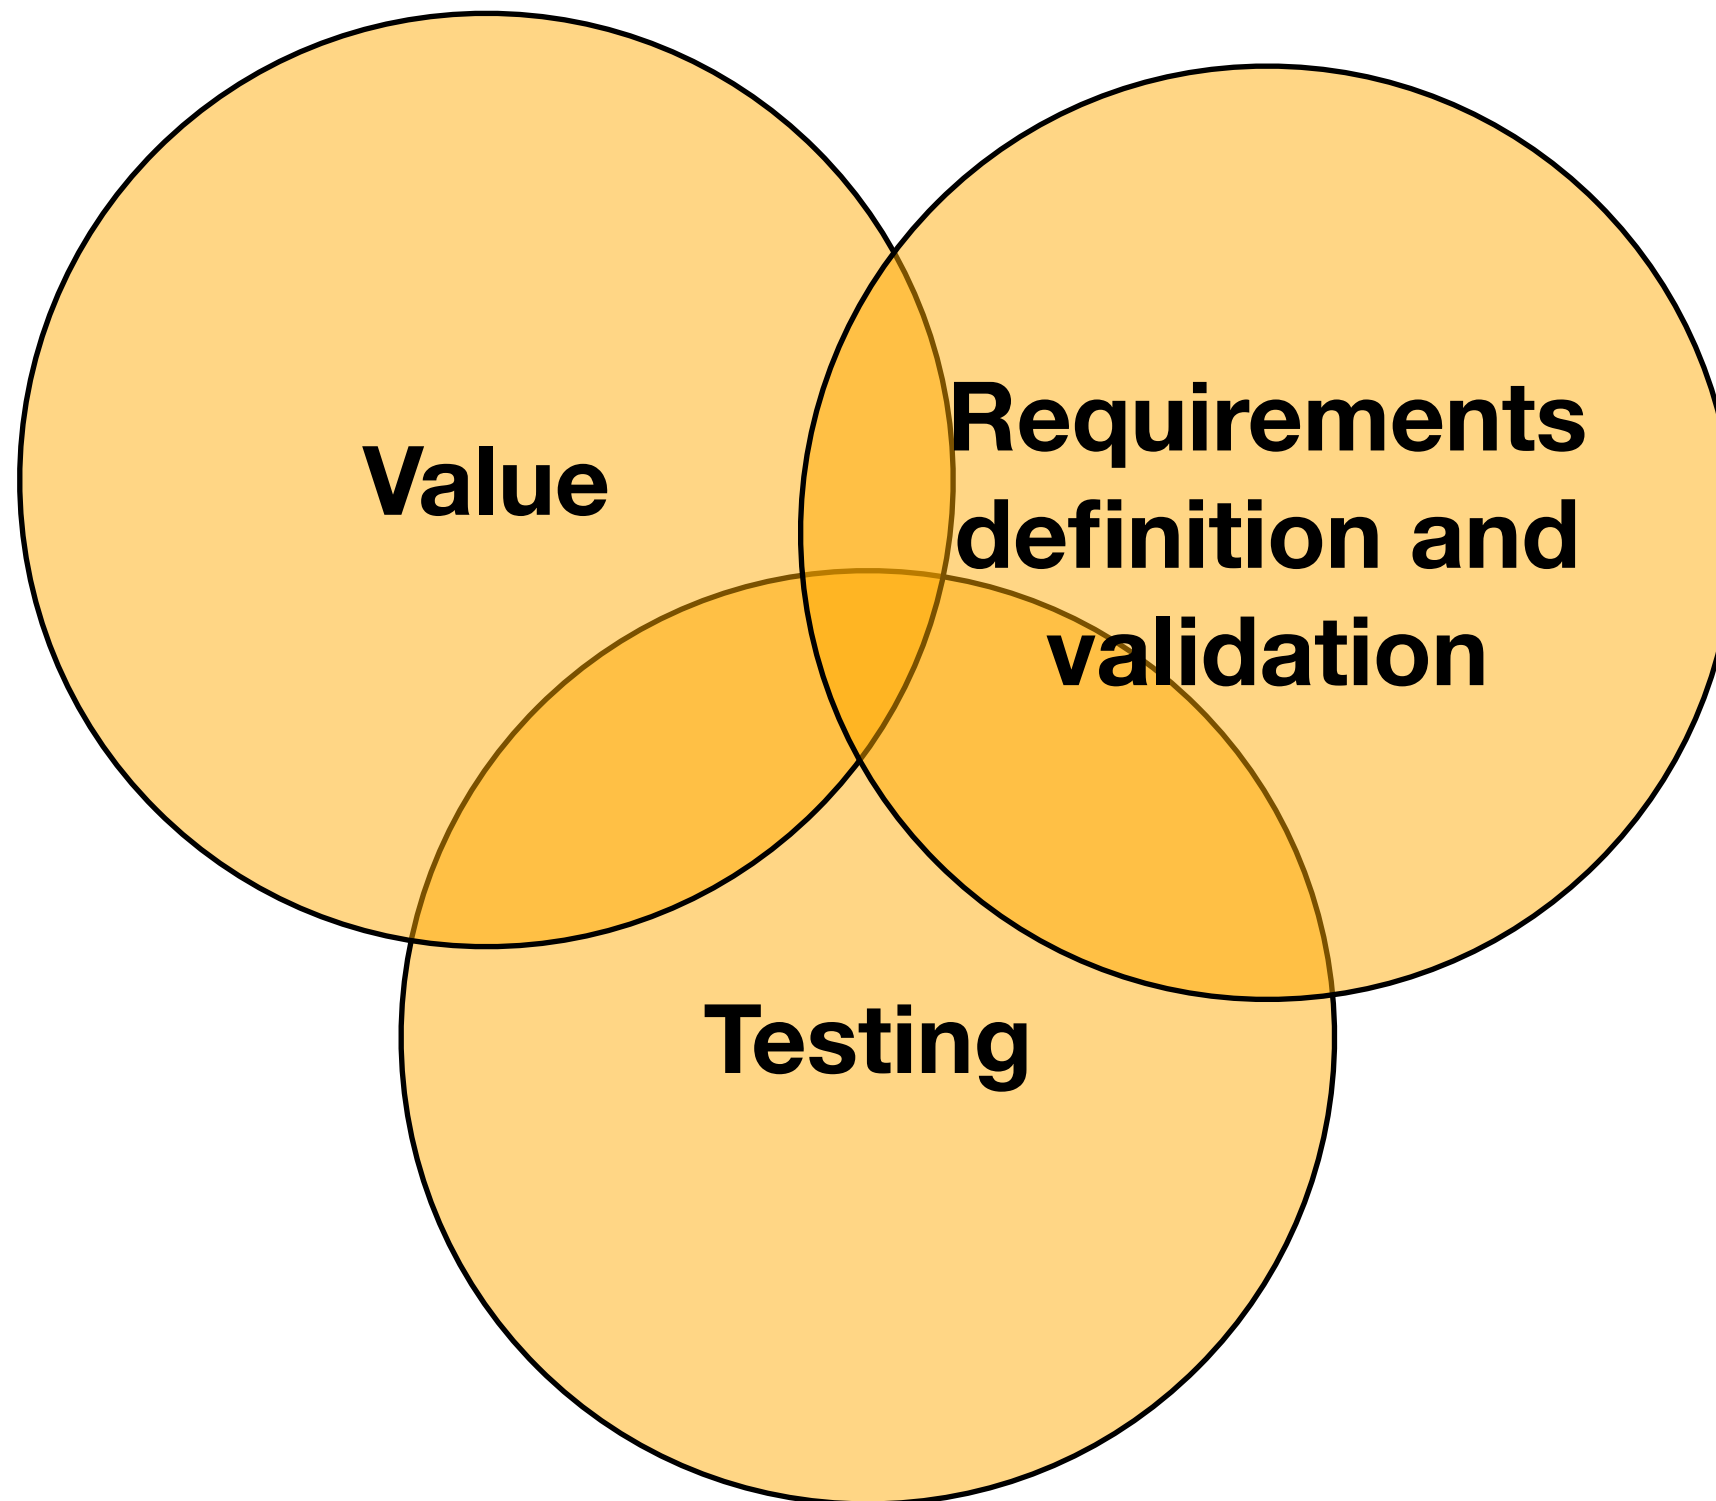 Value
Requirements
definition and
validation
Testing